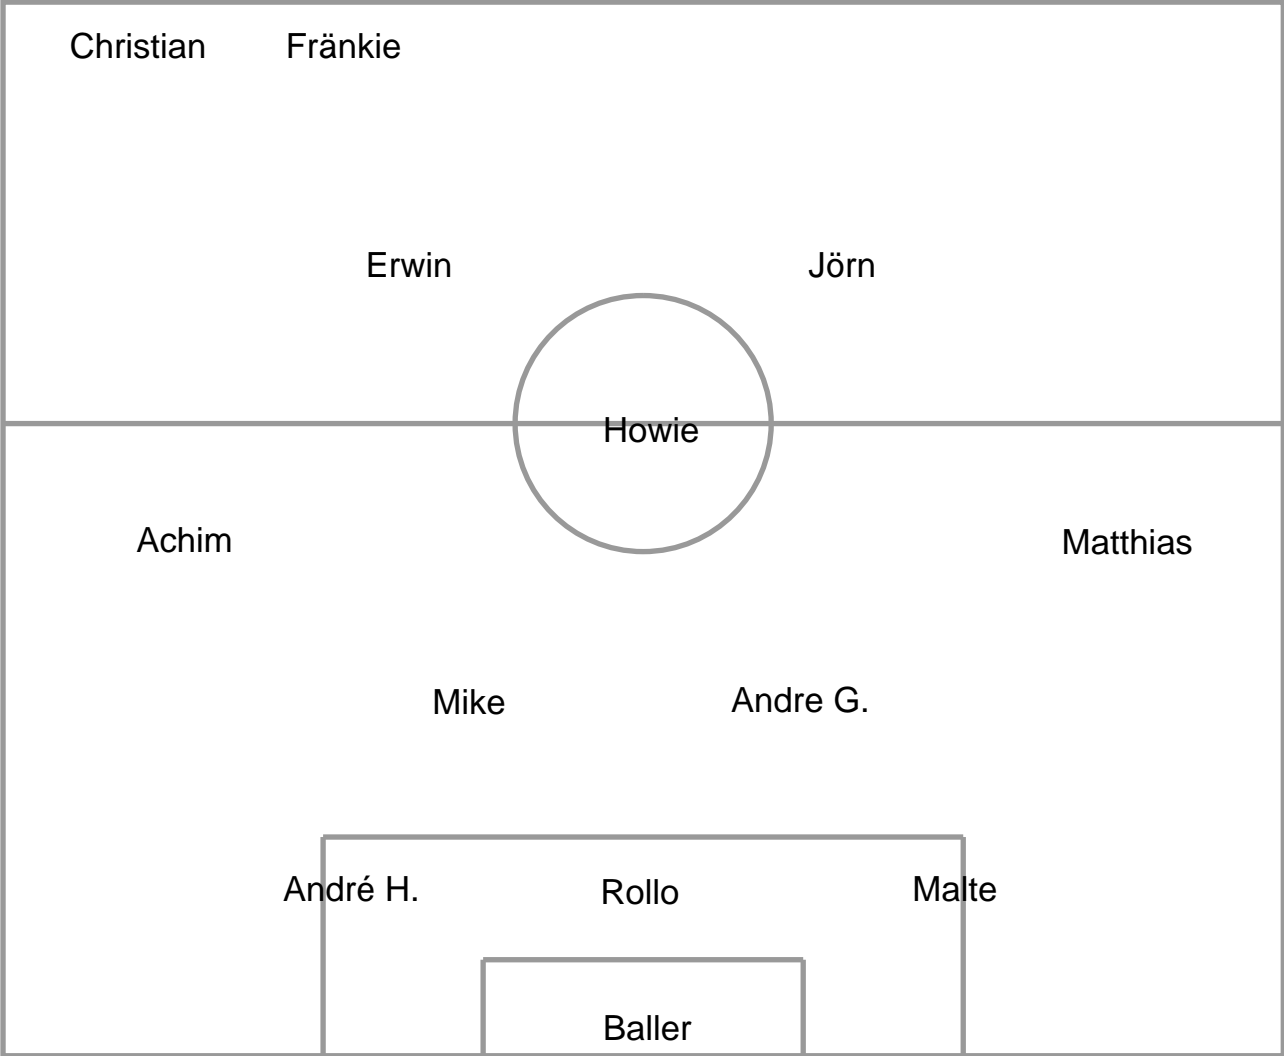 Christian Fränkie
Erwin Jörn
Howie
Achim Matthias
Mike Andre G.
André H. Rollo Malte
Baller